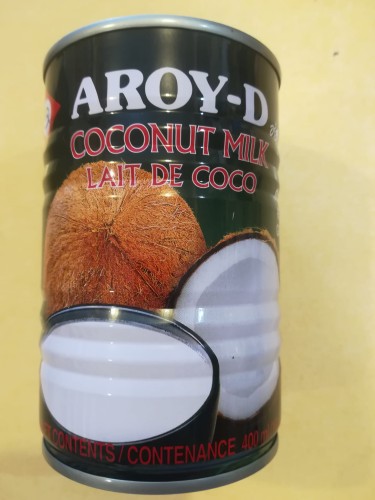 AROY-D
COCONUT MILK
LAIT DE COCO
CONTENTS / CONTENANCE 400